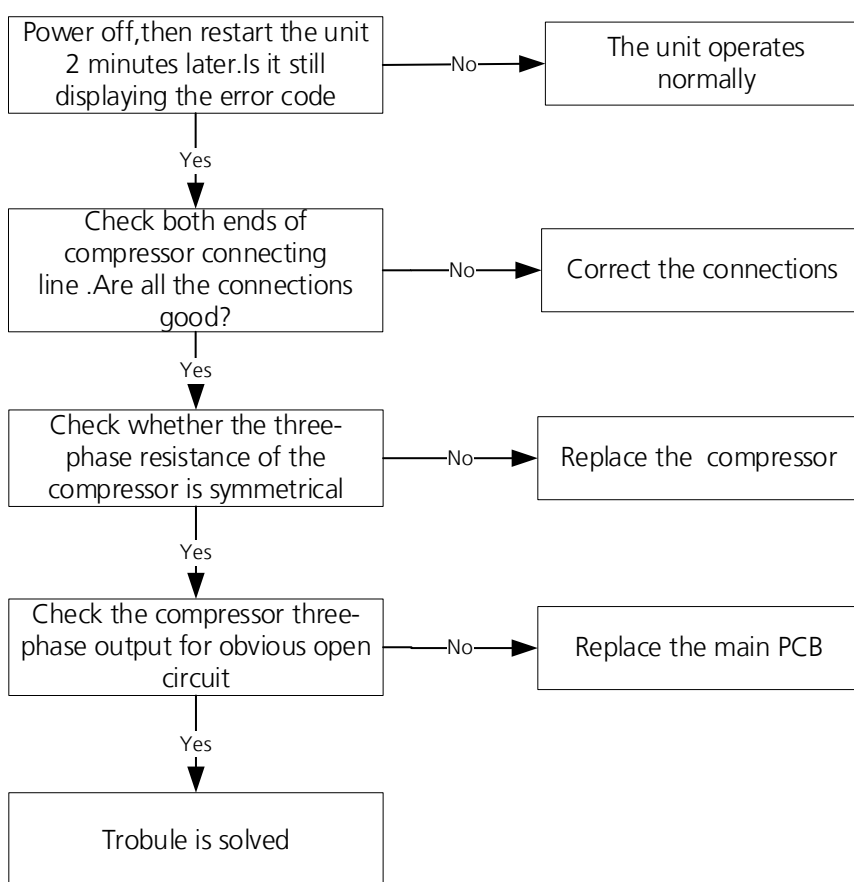 Power off,then restart the unit
2 minutes later.Is it still
displaying the error code
No
The unit operates
normally
Yes
Check both ends of
compressor connecting
line .Are all the connections
good?
No
Correct the connections
Yes
Check whether the three-
phase resistance of the
compressor is symmetrical
No
Replace the  compressor
Yes
Check the compressor three-
phase output for obvious open
circuit
No
Replace the main PCB
Yes
Trobule is solved